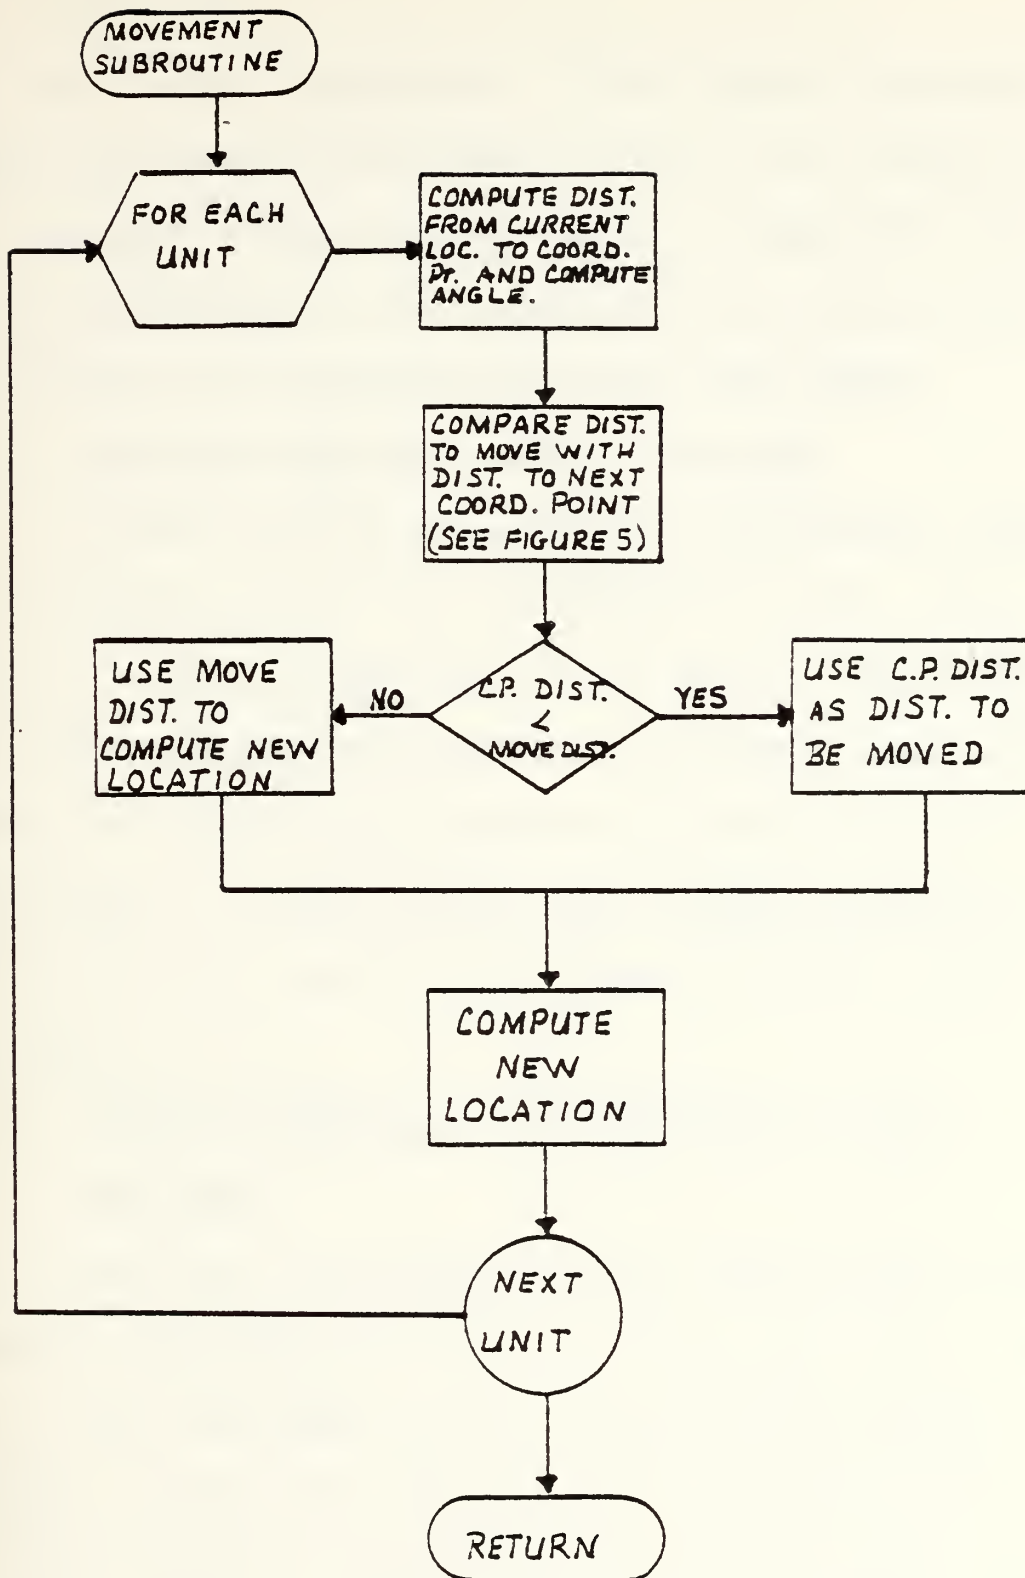 MOVEMENT
SUBROUTINE
FOR EACH
UNIT
COMPUTE DIST.
FROM CURRENT
LOC. TO COORD.
PT. AND COMPUTE
ANGLE.
COMPARE DIST.
TO MOVE WITH
DIST. TO NEXT
COORD. POINT
(SEE FIGURE 5)
C.P. DIST.
<
MOVE DIST.
NO
YES
USE MOVE
DIST. TO
COMPUTE NEW
LOCATION
USE C.P. DIST.
AS DIST. TO
BE MOVED
COMPUTE
NEW
LOCATION
NEXT
UNIT
RETURN